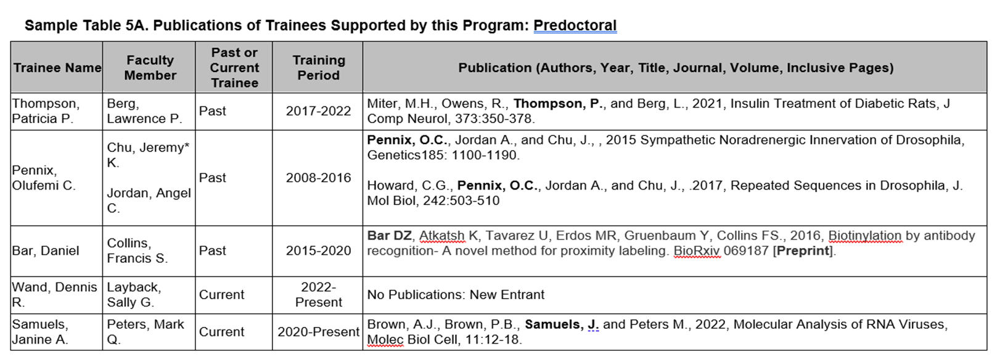 Sample Table 5A. Publications of Trainees Supported by this Program: Predoctoral
Trainee Name
Faculty
Member
Past or
Current
Trainee
Training
Period
Publication (Authors, Year, Title, Journal, Volume, Inclusive Pages)
Thompson,
Patricia P.
Berg,
Lawrence P.
Past
2017-2022
Miter, M.H., Owens, R., Thompson, P., and Berg, L., 2021, Insulin Treatment of Diabetic Rats, J
Comp Neurol, 373:350-378.
Pennix,
Olufemi C.
Chu, Jeremy*
K.
Jordan, Angel
C.
Past
2008-2016
Pennix, O.C., Jordan A., and Chu, J., , 2015 Sympathetic Noradrenergic Innervation of Drosophila,
Genetics185: 1100-1190.
Howard, C.G., Pennix, O.C., Jordan A., and Chu, J., .2017, Repeated Sequences in Drosophila, J.
Mol Biol, 242:503-510
Bar, Daniel
Collins,
Francis S.
Past
2015-2020
Bar DZ, Atkatsh K, Tavarez U, Erdos MR, Gruenbaum Y, Collins FS., 2016, Biotinylation by antibody
recognition- A novel method for proximity labeling. BioRxiv 069187 [Preprint].
Wand, Dennis
R.
Layback,
Sally G.
Current
2022-
Present
No Publications: New Entrant
Samuels,
Janine A.
Peters, Mark
Q.
Current
2020-Present
Brown, A.J., Brown, P.B., Samuels, J. and Peters M., 2022, Molecular Analysis of RNA Viruses,
Molec Biol Cell, 11:12-18.